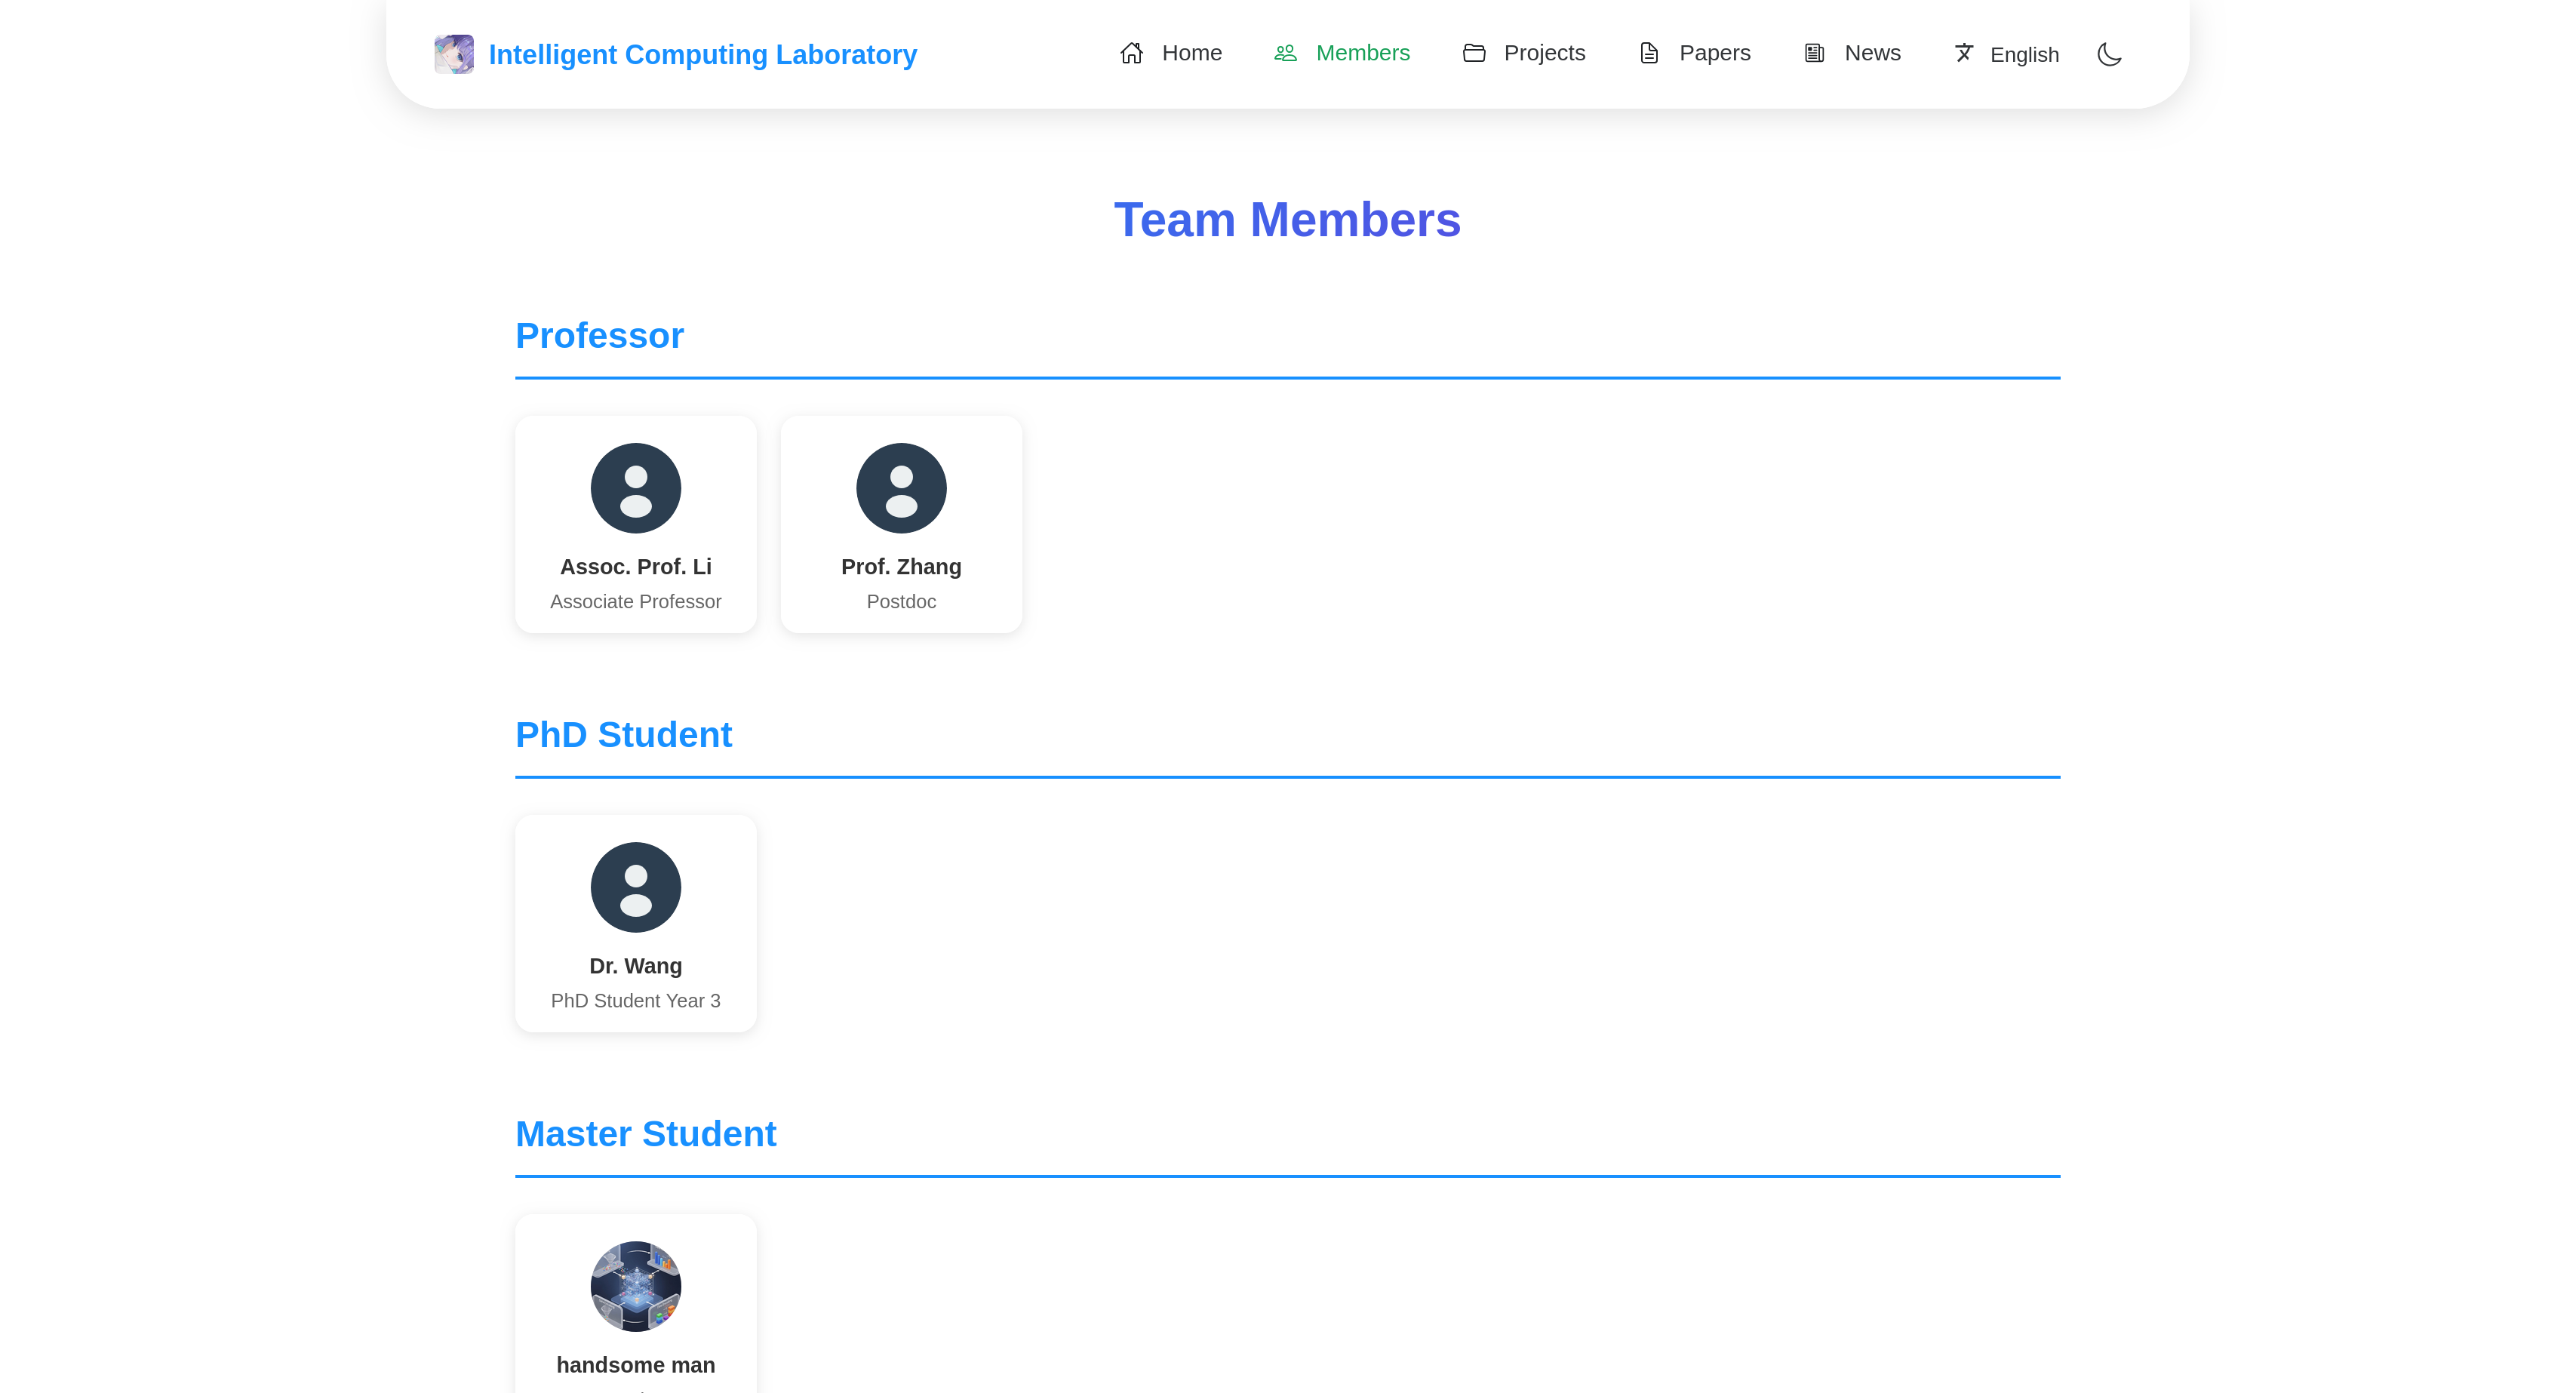 Intelligent Computing Laboratory
Home
Members
Projects
Papers
News
English
Team Members
Professor
Assoc. Prof. Li
Associate Professor
Prof. Zhang
Postdoc
PhD Student
Dr. Wang
PhD Student Year 3
Master Student
handsome man